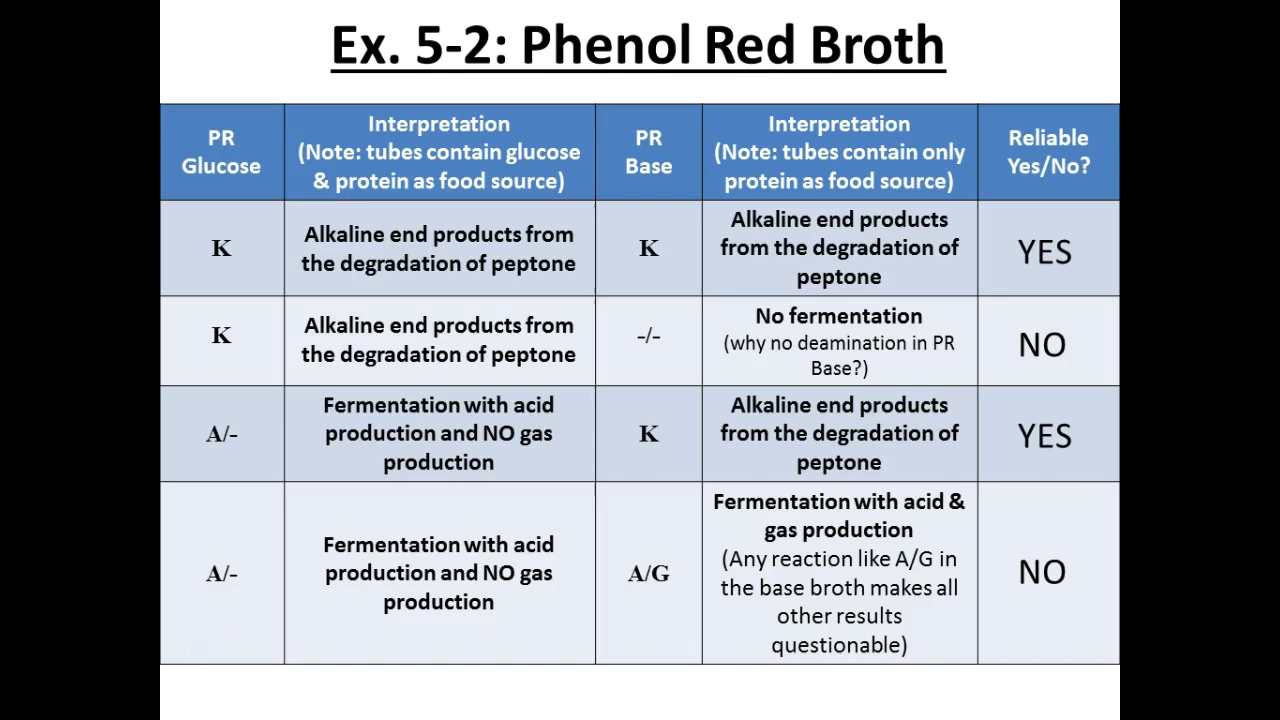 Ex. 5-2: Phenol Red Broth
PR
Glucose
Interpretation
(Note: tubes contain glucose
& protein as food source)
PR
Base
Interpretation
(Note: tubes contain only
protein as food source)
Reliable
Yes/No?
K
Alkaline end products from
the degradation of peptone
K
Alkaline end products
from the degradation of
peptone
YES
K
Alkaline end products from
the degradation of peptone
-/-
No fermentation
(why no deamination in PR
Base?)
NO
A/-
Fermentation with acid
production and NO gas
production
K
Alkaline end products
from the degradation of
peptone
YES
A/-
Fermentation with acid
production and NO gas
production
A/G
Fermentation with acid &
gas production
(Any reaction like A/G in
the base broth makes all
other results
questionable)
NO